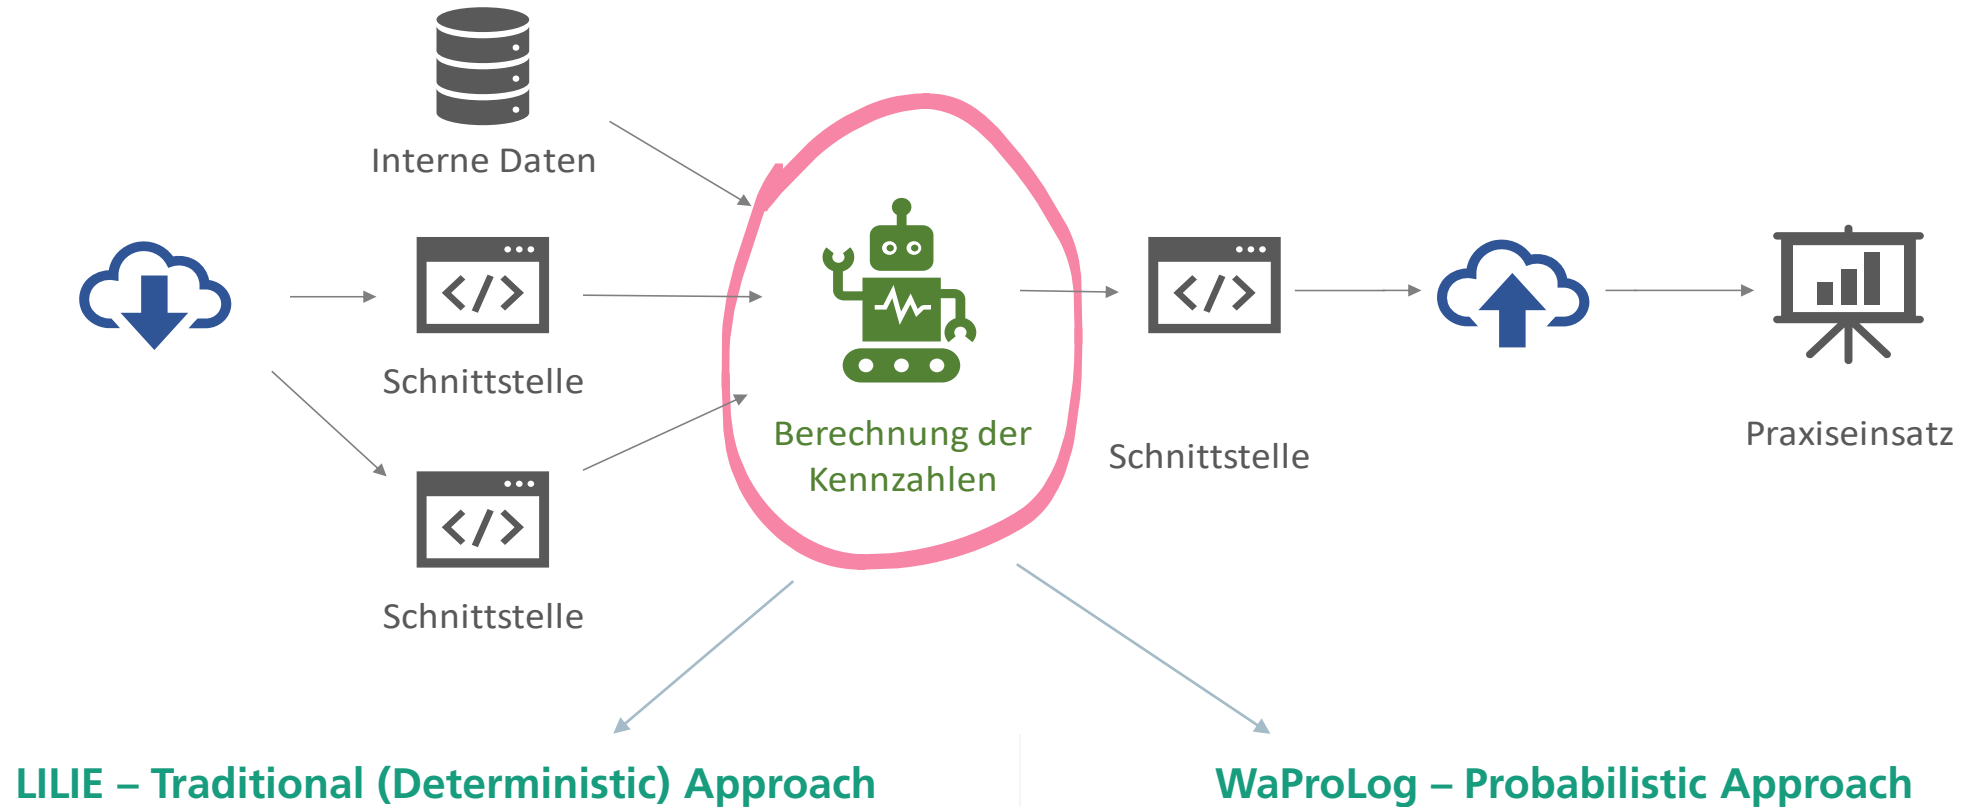 Interne Daten
Schnittstelle
Schnittstelle
Berechnung der
Kennzahlen
Schnittstelle
Praxiseinsatz
LILIE – Traditional (Deterministic) Approach
WaProLog – Probabilistic Approach